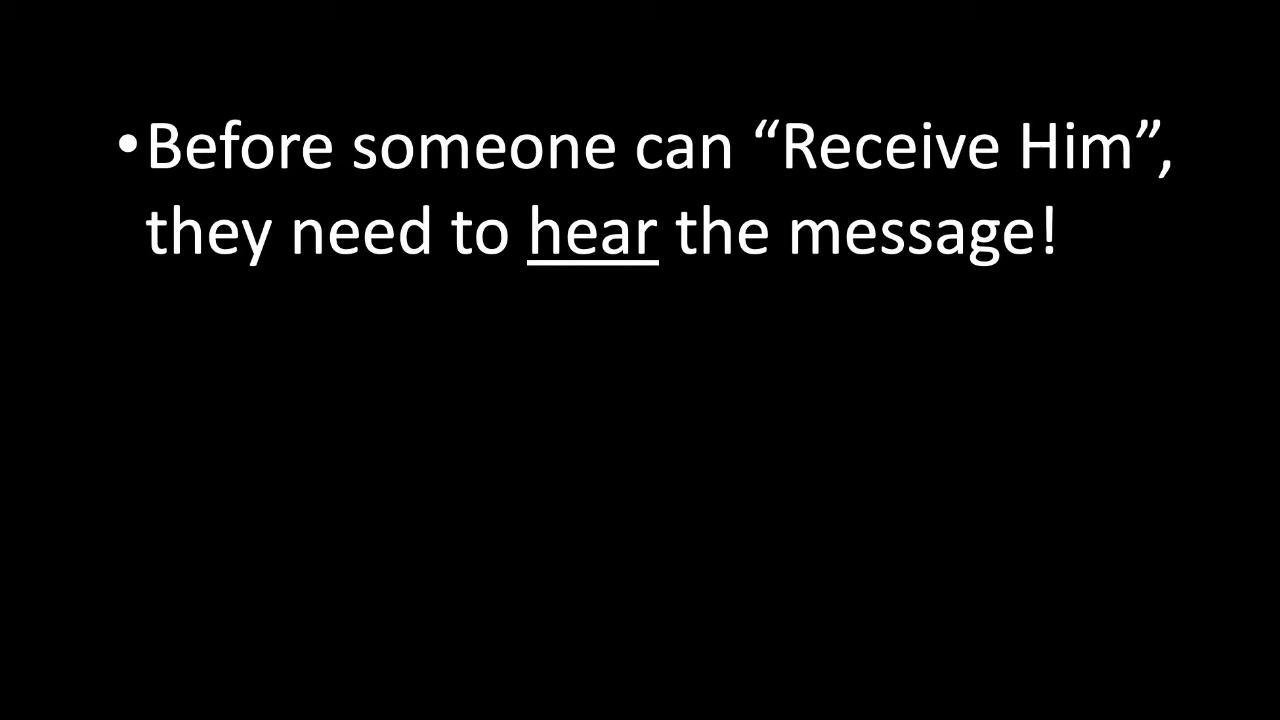 •Before someone can “Receive Him”,
they need to hear the message!